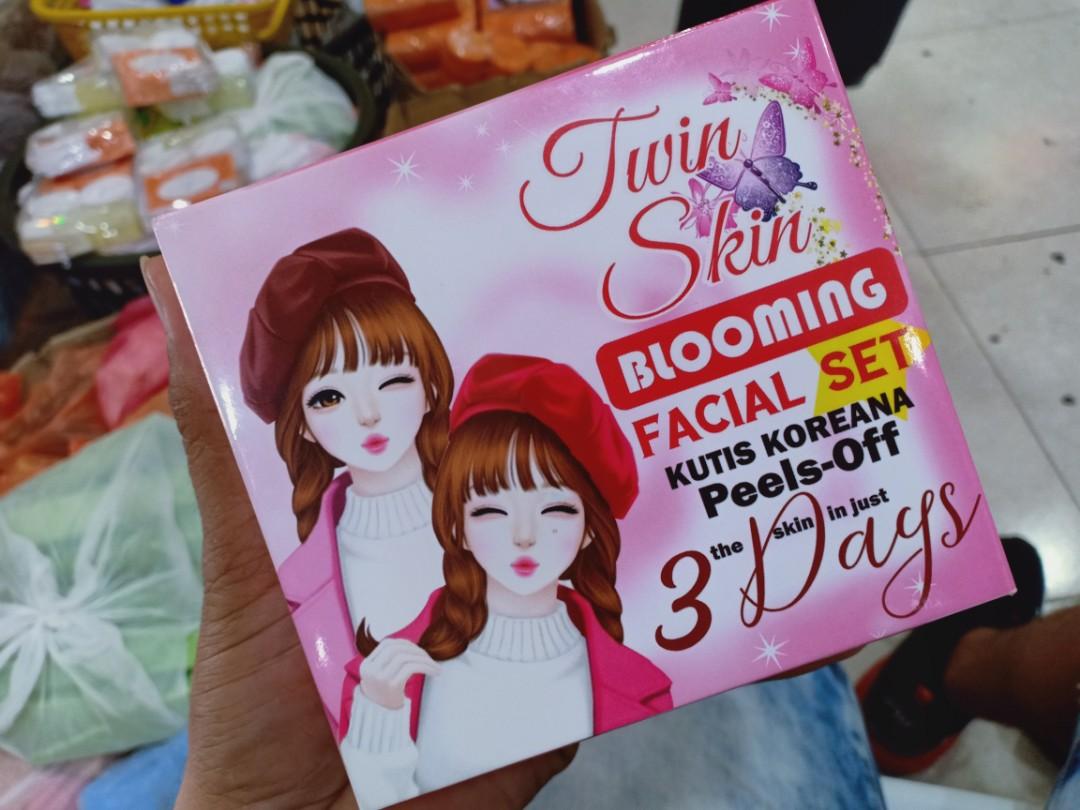 Twin
Skin
BLOOMING
FACIAL SET
KUTIS KOREANA
Peels-Off
the skin in just
3 Days